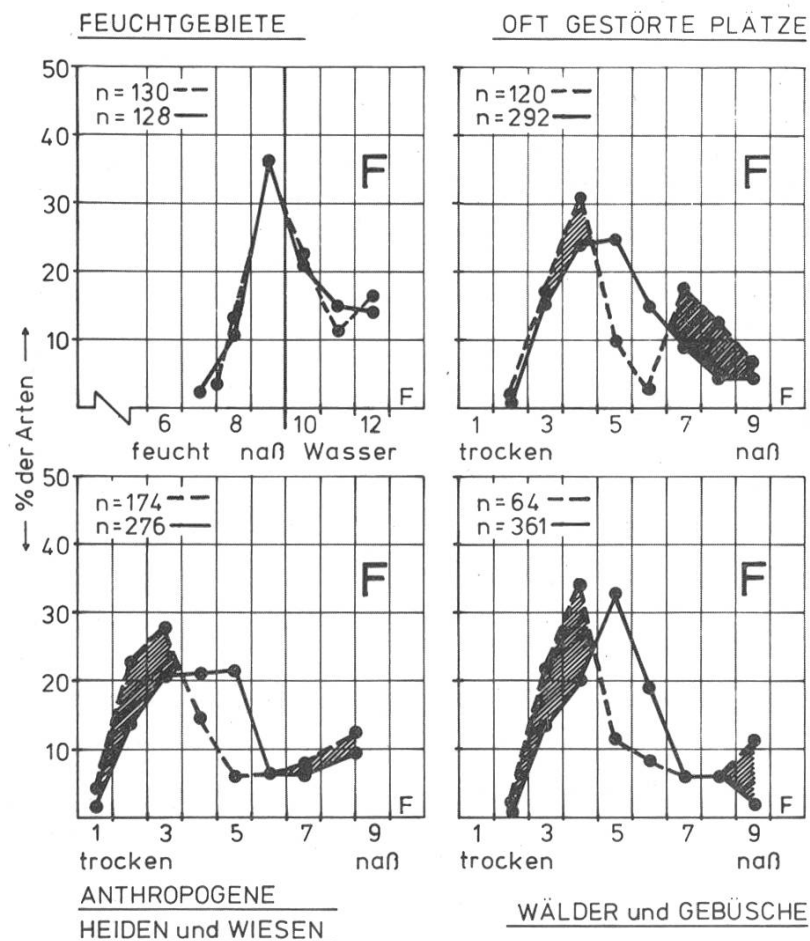 FEUCHTGEBIETE
OFT GESTÖRTE PLÄTZE
← % der Arten →
50
40
30
20
10
n=130
n=128
F
F
6 8 10 12
feucht naß Wasser
n=120
n=292
F
F
1 3 5 7 9
trocken naß
50
40
30
20
10
n=174
n=276
F
F
1 3 5 7 9
trocken naß
n=64
n=361
F
F
1 3 5 7 9
trocken naß
ANTHROPOGENE
HEIDEN und WIESEN
WÄLDER und GEBÜSCHE